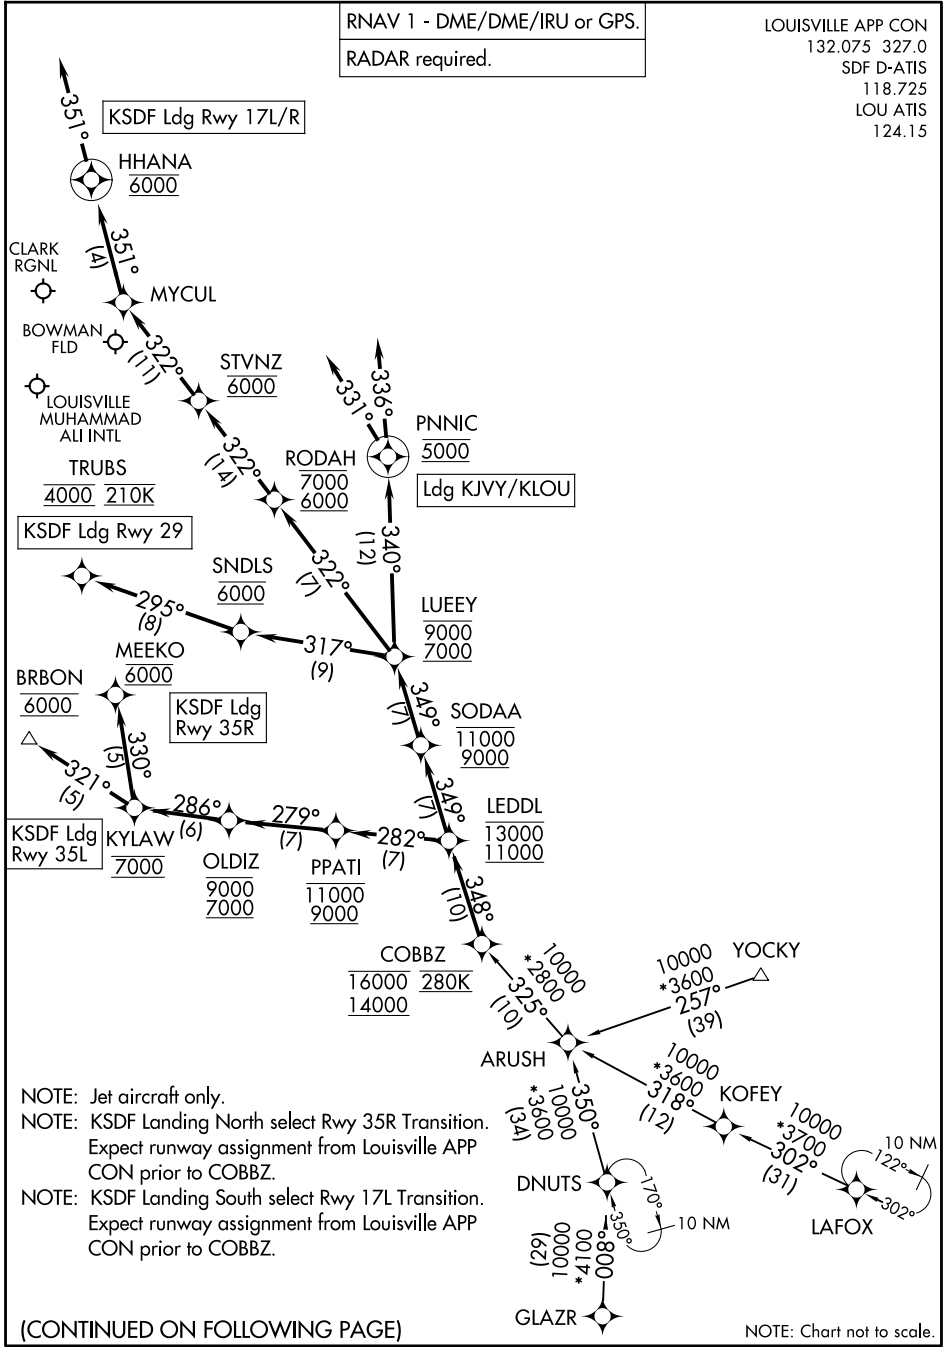 RNAV 1 - DME/DME/IRU or GPS.
RADAR required.
LOUISVILLE APP CON
132.075 327.0
SDF D-ATIS
118.725
LOU ATIS
124.15
351°
KSDF Ldg Rwy 17L/R
HHANA
6000
351°
(4)
CLARK
RGNL
MYCUL
BOWMAN
FLD
322°
(11)
STVNZ
6000
LOUISVILLE
MUHAMMAD
ALI INTL
331°
336°
PNNIC
5000
322°
(14)
RODAH
7000
6000
Ldg KJVY/KLOU
TRUBS
4000 210K
KSDF Ldg Rwy 29
340°
(12)
322°
(7)
SNDLS
6000
295°
(8)
LUEEY
9000
7000
317°
(9)
MEEKO
6000
BRBON
6000
KSDF Ldg
Rwy 35R
349°
(7)
SODAA
11000
9000
330°
(5)
321°
(5)
349°
(7)
LEDDL
13000
11000
286°
(6)
279°
(7)
282°
(7)
KSDF Ldg
Rwy 35L
KYLAW
7000
OLDIZ
9000
7000
PPATI
11000
9000
348°
(10)
COBBZ
16000 280K
14000
10000
*2800
325°
(10)
YOCKY
10000
*3600
257°
(39)
ARUSH
10000
*3600
318°
(12)
KOFEY
10000
*3700
302°
(31)
10 NM
122°
302°
LAFOX
350°
10000
*3600
(34)
DNUTS
170°
350°
10 NM
008°
*4100
10000
(29)
GLAZR
NOTE: Jet aircraft only.
NOTE: KSDF Landing North select Rwy 35R Transition.
Expect runway assignment from Louisville APP
CON prior to COBBZ.
NOTE: KSDF Landing South select Rwy 17L Transition.
Expect runway assignment from Louisville APP
CON prior to COBBZ.
(CONTINUED ON FOLLOWING PAGE)
NOTE: Chart not to scale.